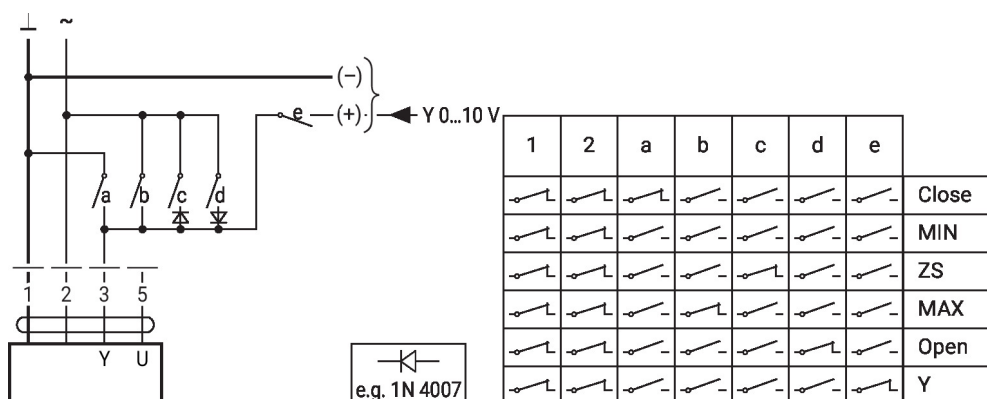 ⊥ ~
(–)
e (+) Y 0...10 V
a b c d
1 2 3 5
Y U
e.g. 1N 4007
1 2 a b c d e
Close
MIN
ZS
MAX
Open
Y